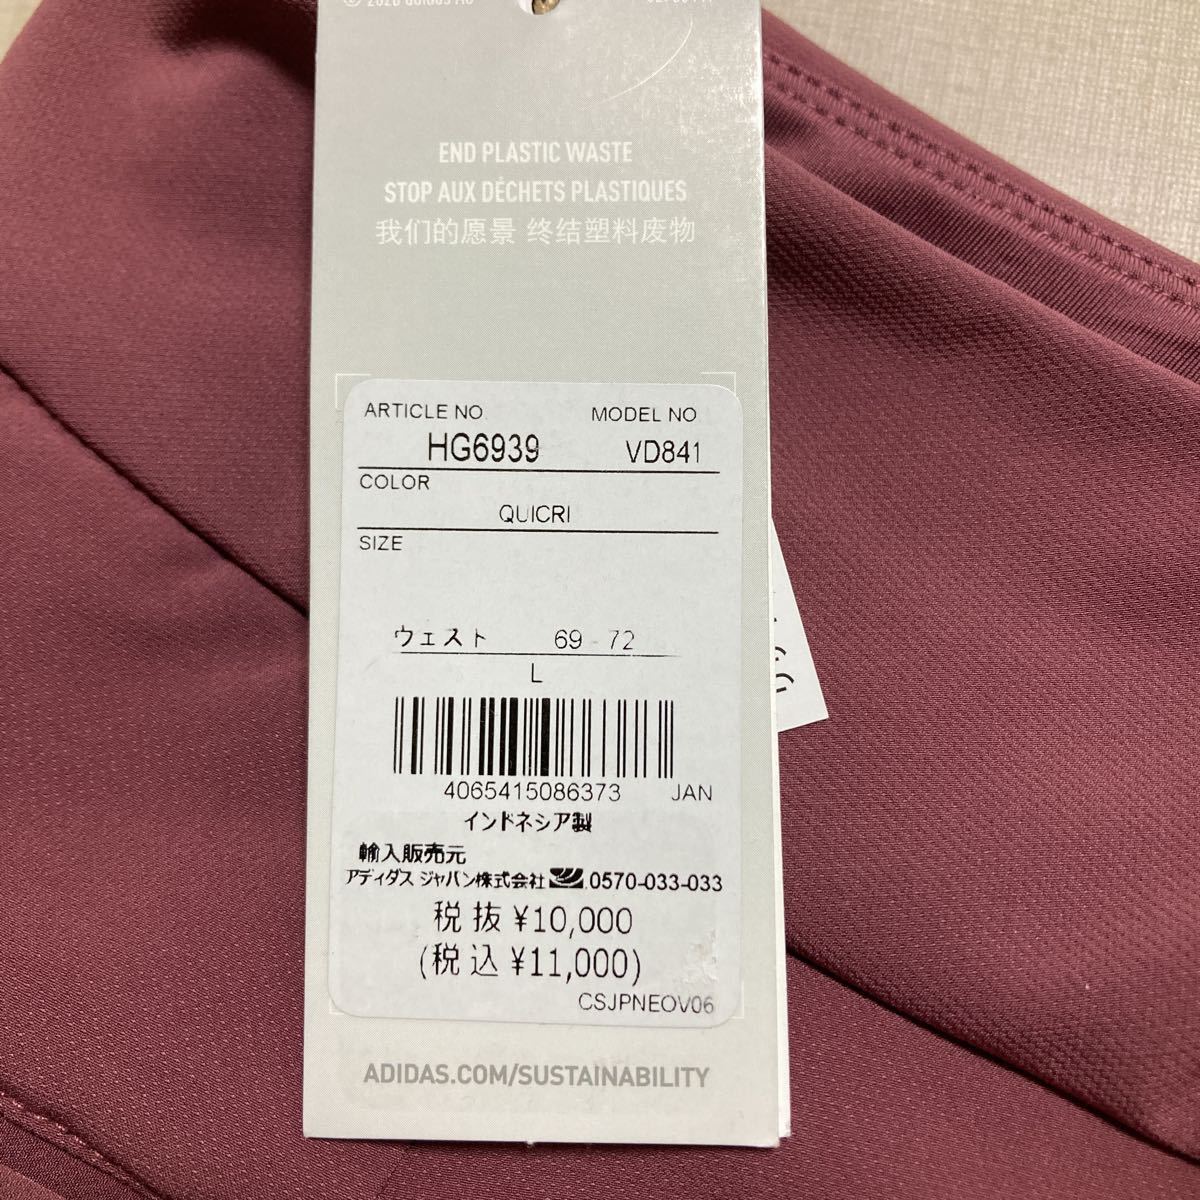 END PLASTIC WASTE
STOP AUX DÉCHETS PLASTIQUES
我们的愿景 终结塑料废物
ARTICLE NO. MODEL NO
HG6939 VD841
COLOR
QUICRI
SIZE
ウェスト 69 - 72
L
4065415086373 JAN
インドネシア製
輸入販売元
アディダス ジャパン株式会社 0570-033-033
税抜 ¥10,000
(税込 ¥11,000)
CSJPNEOV06
ADIDAS.COM/SUSTAINABILITY